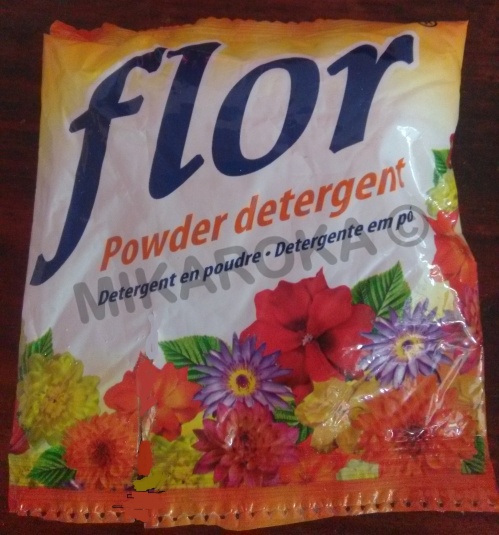 flor
Powder detergent
Detergent en poudre • Detergente em pó
MIKAROKA ©